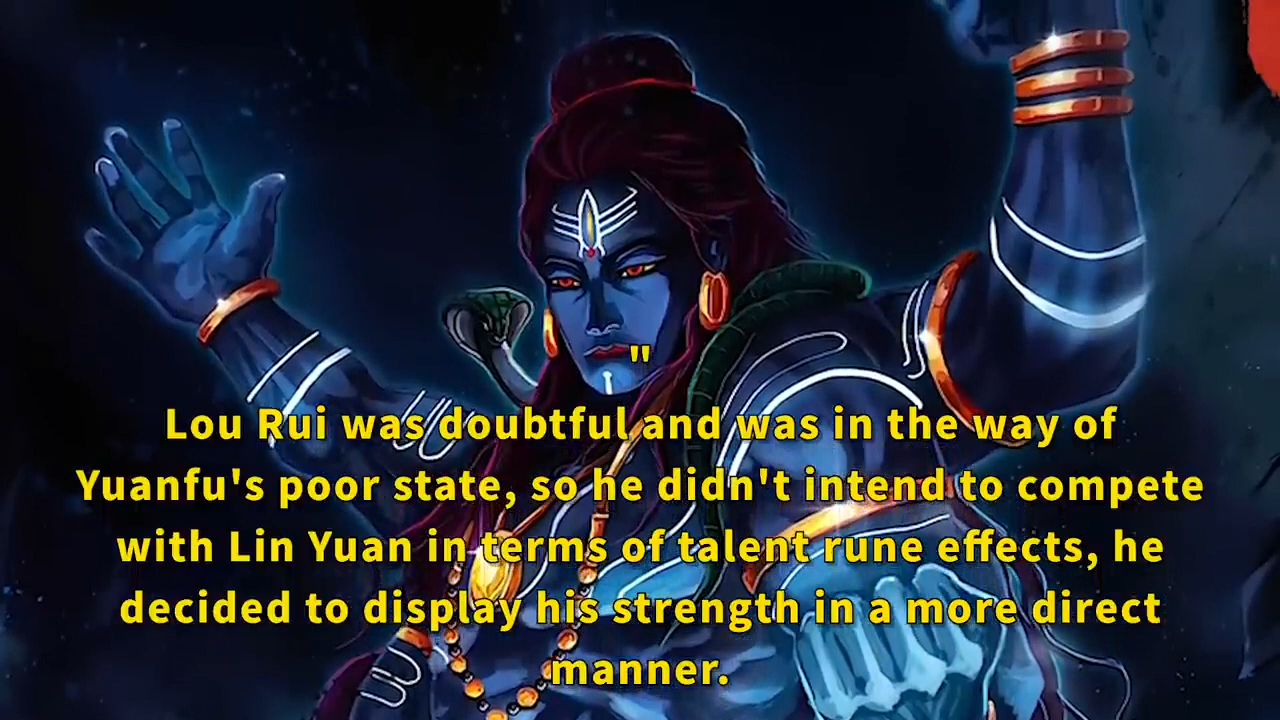 "
Lou Rui was doubtful and was in the way of
Yuanfu's poor state, so he didn't intend to compete
with Lin Yuan in terms of talent rune effects, he
decided to display his strength in a more direct
manner.